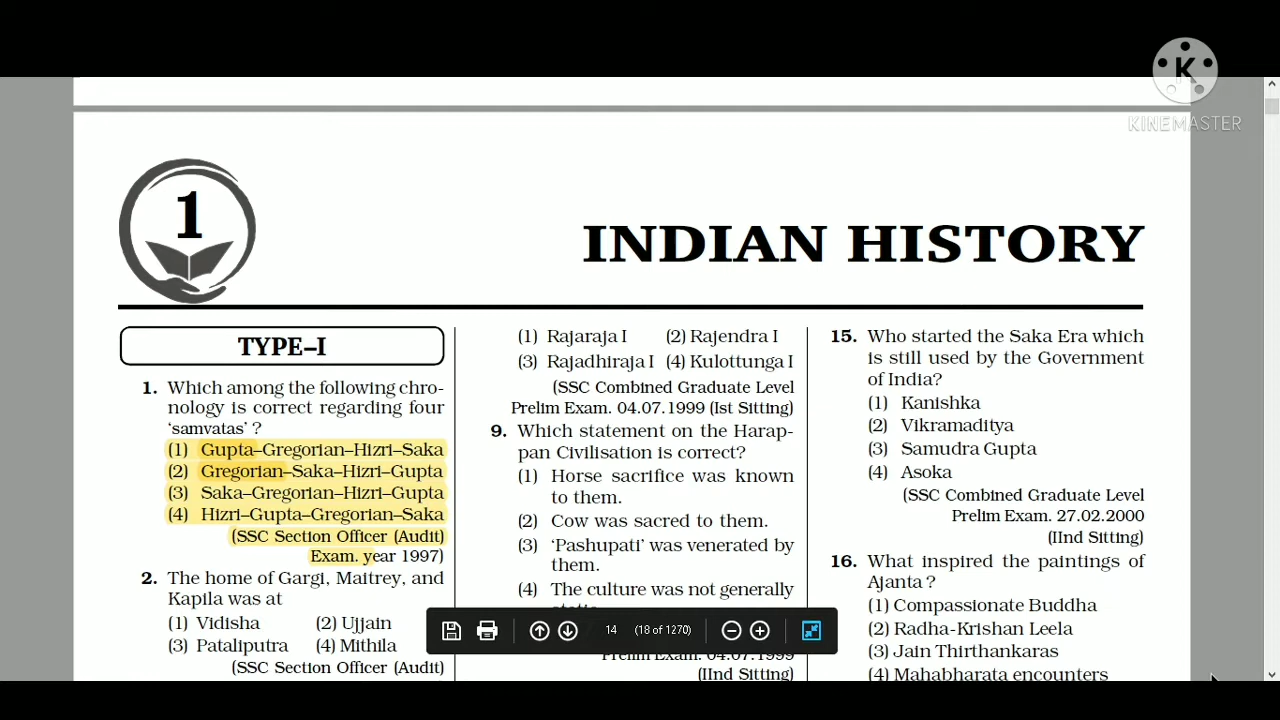 KINEMASTER
1
INDIAN HISTORY
TYPE–I
1. Which among the following chro-
nology is correct regarding four
‘samvatas’ ?
(1) Gupta–Gregorian–Hizri–Saka
(2) Gregorian–Saka–Hizri–Gupta
(3) Saka–Gregorian–Hizri–Gupta
(4) Hizri–Gupta–Gregorian–Saka
(SSC Section Officer (Audit)
Exam. year 1997)
2. The home of Gargi, Maitrey, and
Kapila was at
(1) Vidisha (2) Ujjain
(3) Pataliputra (4) Mithila
(SSC Section Officer (Audit)
(1) Rajaraja I (2) Rajendra I
(3) Rajadhiraja I (4) Kulottunga I
(SSC Combined Graduate Level
Prelim Exam. 04.07.1999 (Ist Sitting)
9. Which statement on the Harap-
pan Civilisation is correct?
(1) Horse sacrifice was known
to them.
(2) Cow was sacred to them.
(3) ‘Pashupati’ was venerated by
them.
(4) The culture was not generally
14 (18 of 1270)
Prelim Exam. 04.07.1999
(IInd Sitting)
15. Who started the Saka Era which
is still used by the Government
of India?
(1) Kanishka
(2) Vikramaditya
(3) Samudra Gupta
(4) Asoka
(SSC Combined Graduate Level
Prelim Exam. 27.02.2000
(IInd Sitting)
16. What inspired the paintings of
Ajanta ?
(1) Compassionate Buddha
(2) Radha-Krishan Leela
(3) Jain Thirthankaras
(4) Mahabharata encounters